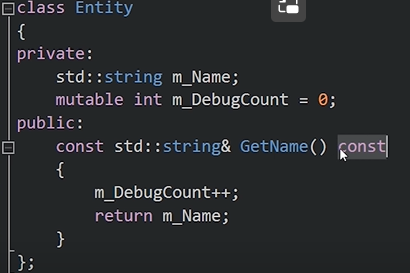 class Entity
{
private:
    std::string m_Name;
    mutable int m_DebugCount = 0;
public:
    const std::string& GetName() const
    {
        m_DebugCount++;
        return m_Name;
    }
};